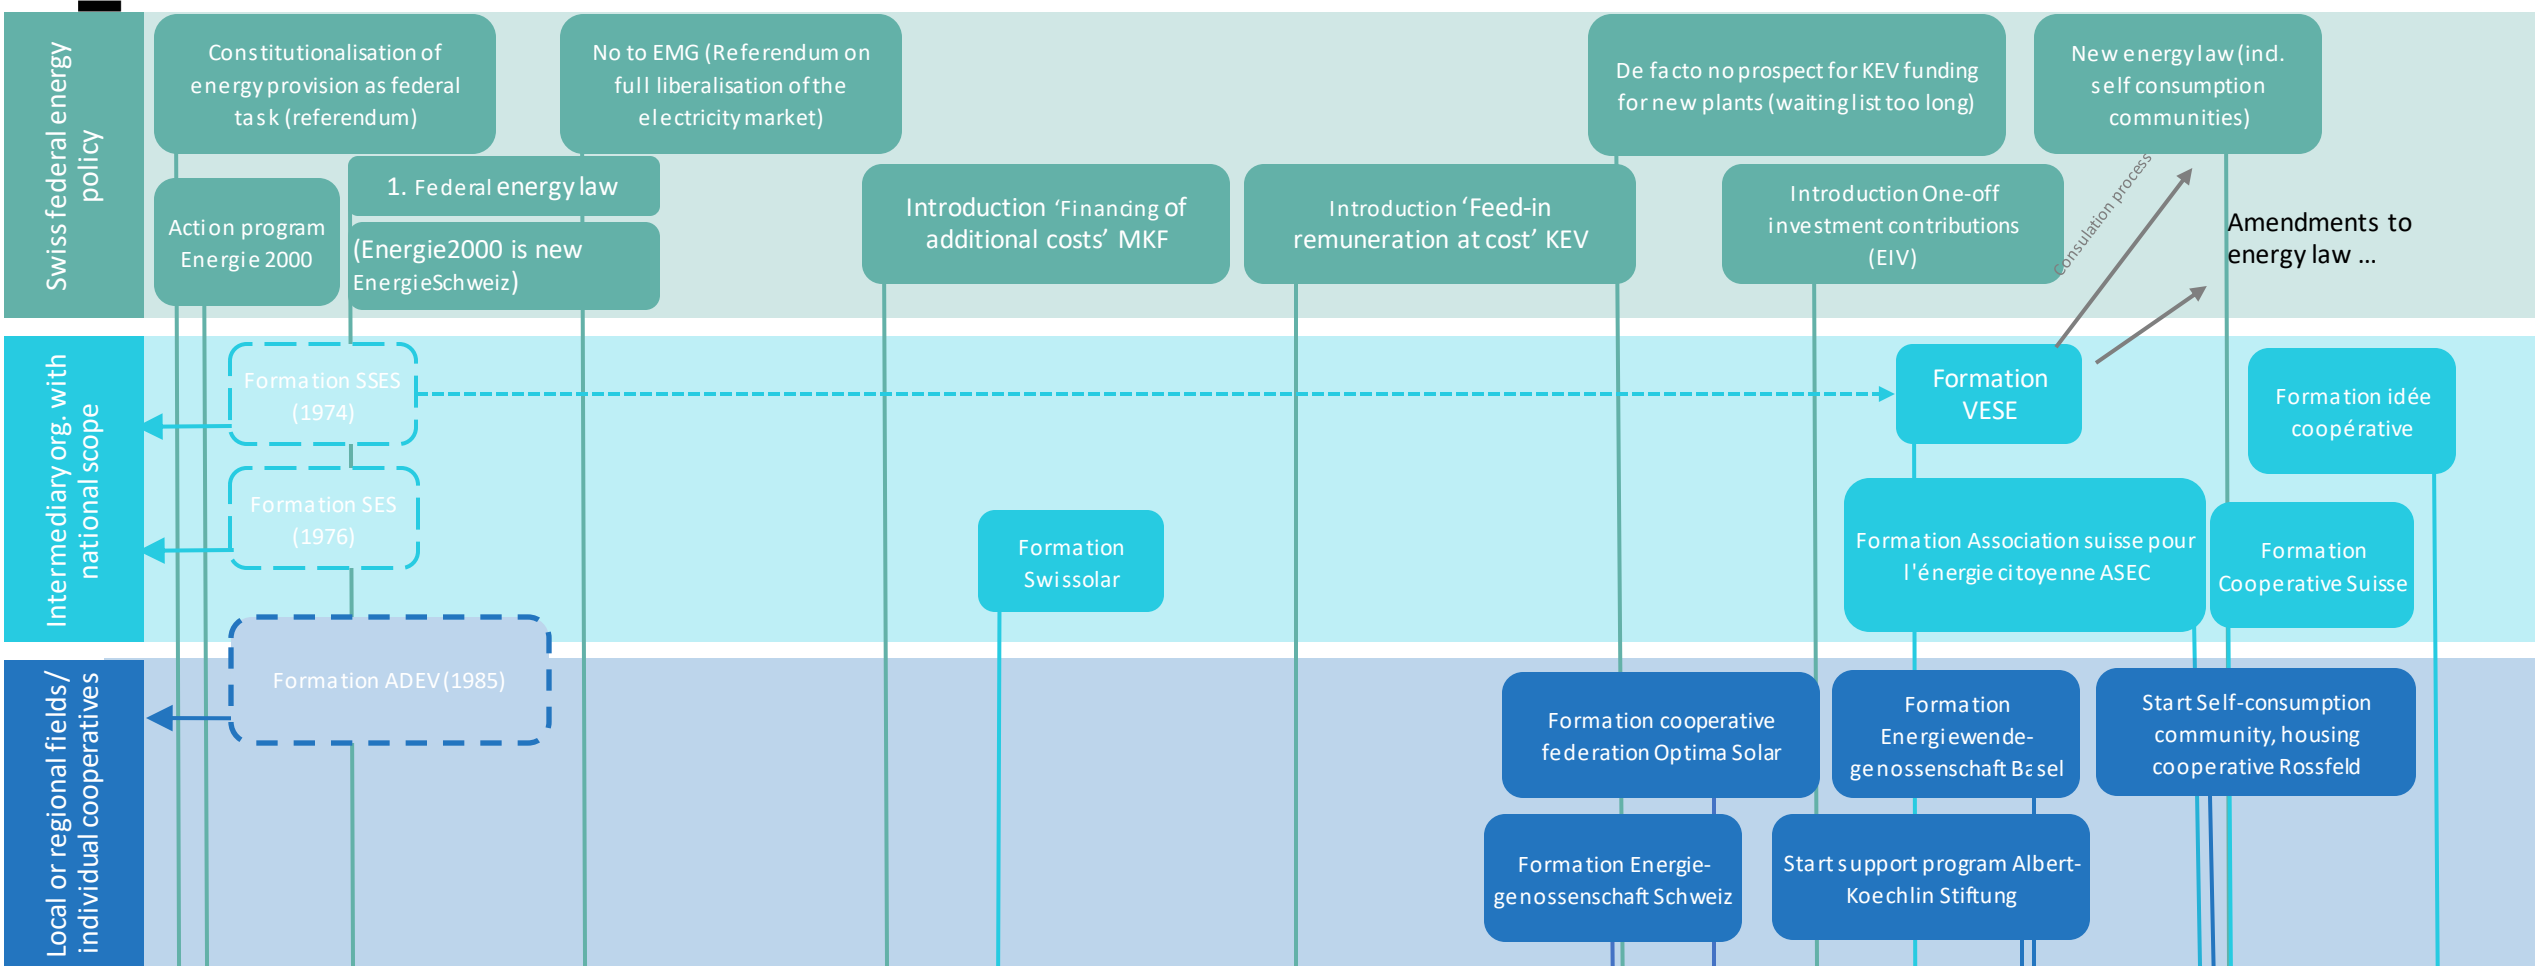 Swiss federal energy
policy
Constitutionalisation of
energy provision as federal
task (referendum)
No to EMG (Referendum on
full liberalisation of the
electricity market)
De facto no prospect for KEV funding
for new plants (waiting list too long)
New energy law (incl.
self consumption
communities)
Action program
Energie 2000
1. Federal energy law
(Energie2000 is new
EnergieSchweiz)
Introduction ‘Financing of
additional costs’ MKF
Introduction ‘Feed-in
remuneration at cost’ KEV
Introduction One-off
investment contributions
(EIV)
Consulation process
Amendments to
energy law ...
Intermediary org. with
national scope
Formation SSES
(1974)
Formation
VESE
Formation idée
coopérative
Formation SES
(1976)
Formation
Swissolar
Formation Association suisse pour
l'énergie citoyenne ASEC
Formation
Cooperative Suisse
Local or regional fields/
individual cooperatives
Formation ADEV (1985)
Formation cooperative
federation Optima Solar
Formation
Energiewende-
genossenschaft Basel
Start Self-consumption
community, housing
cooperative Rossfeld
Formation Energie-
genossenschaft Schweiz
Start support program Albert-
Koechlin Stiftung